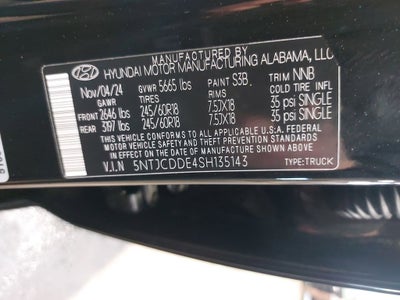 MANUFACTURED BY
HYUNDAI MOTOR MANUFACTURING ALABAMA, LLC
Nov/04/24 GVWR 5665 lbs PAINT S3B TRIM NNB
GAWR TIRES RIMS COLD TIRE INFL
FRONT 2646 lbs 245/60R18 7.5JX18 35 psi SINGLE
REAR 3197 lbs 245/60R18 7.5JX18 35 psi SINGLE
THIS VEHICLE CONFORMS TO ALL APPLICABLE U.S.A. FEDERAL
MOTOR VEHICLE SAFETY AND THEFT PREVENTION STANDARDS
IN EFFECT ON THE DATE OF MANUFACTURE SHOWN ABOVE.
V.I.N 5NTJCDDE4SH135143 TYPE:TRUCK